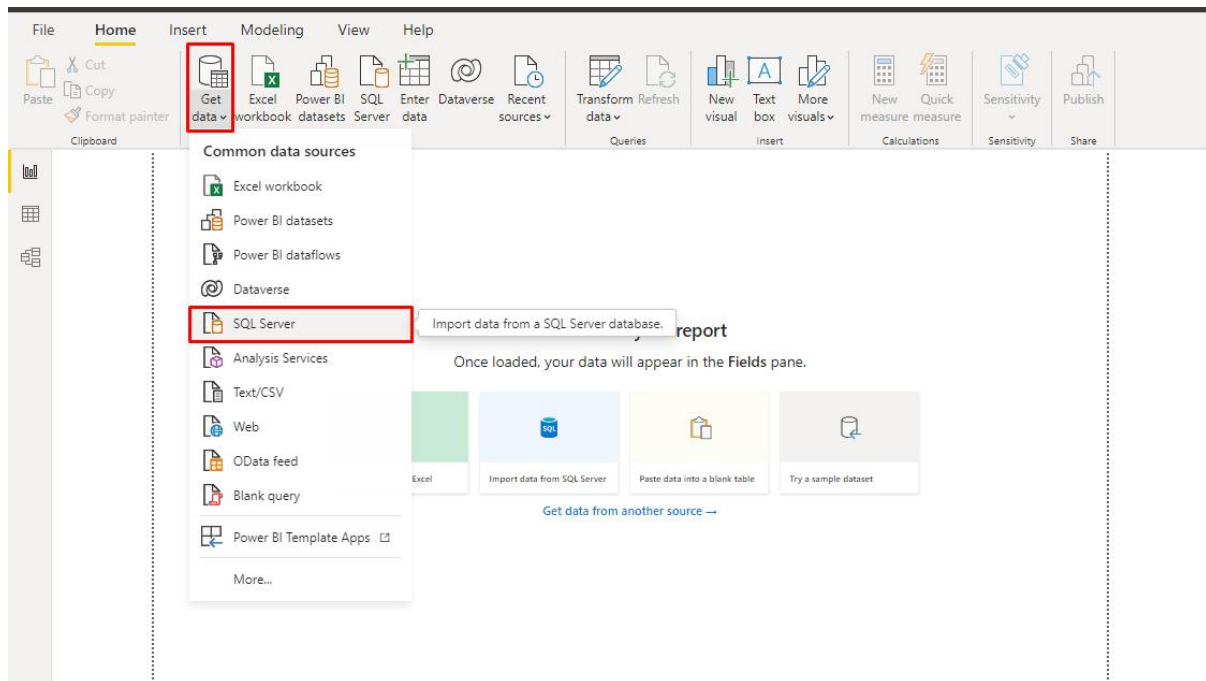 File Home Insert Modeling View Help
Paste
Cut
Copy
Format painter
Clipboard
Get
data
Excel
workbook
Power BI
datasets
SQL
Server
Enter
data
Dataverse
Recent
sources
Transform
data
Refresh
Queries
New
visual
Text
box
A
More
visuals
Insert
New
measure
Quick
measure
Calculations
Sensitivity
Sensitivity
Publish
Share
Common data sources
Excel workbook
Power BI datasets
Power BI dataflows
Dataverse
SQL Server
Import data from a SQL Server database.
Analysis Services
Text/CSV
Web
OData feed
Blank query
Power BI Template Apps
More...
report
Once loaded, your data will appear in the Fields pane.
Excel
SQL
Import data from SQL Server
Paste data into a blank table
Try a sample dataset
Get data from another source →